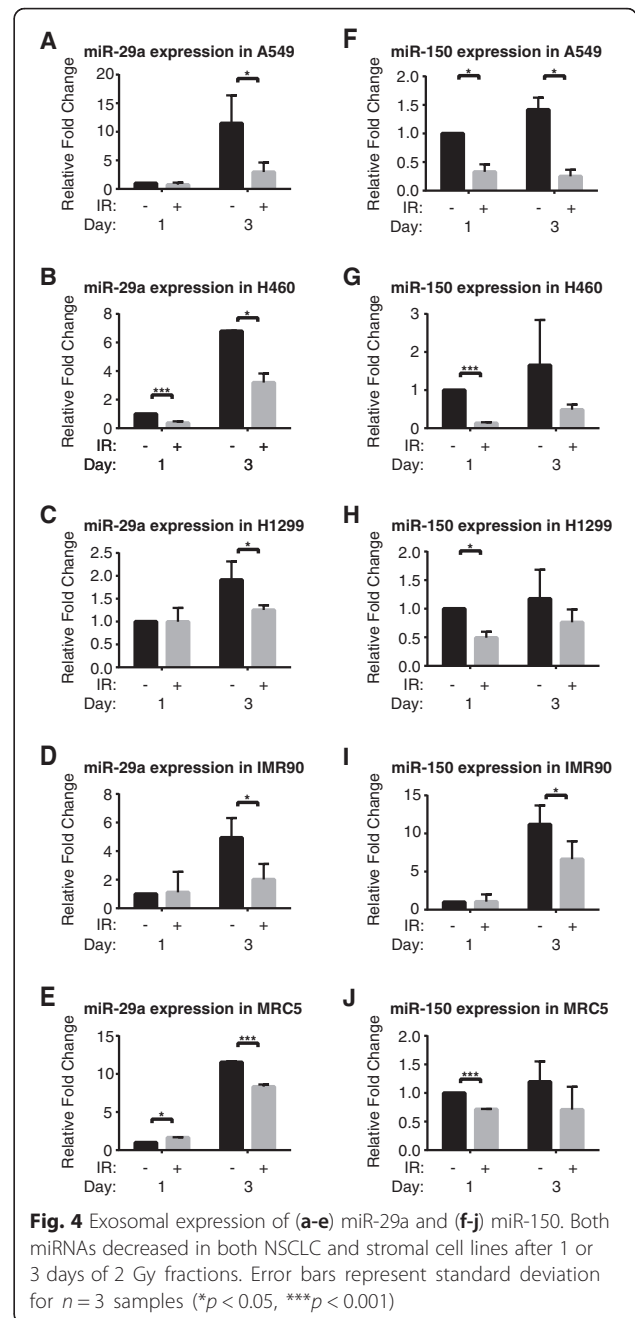 A
miR-29a expression in A549
Relative Fold Change
15
10
5
0
*
IR: - + - +
Day: 1 3
F
miR-150 expression in A549
Relative Fold Change
2.0
1.5
1.0
0.5
0.0
* *
IR: - + - +
Day: 1 3
B
miR-29a expression in H460
Relative Fold Change
8
6
4
2
0
*** *
IR: - + - +
Day: 1 3
G
miR-150 expression in H460
Relative Fold Change
3
2
1
0
***
IR: - + - +
Day: 1 3
C
miR-29a expression in H1299
Relative Fold Change
2.5
2.0
1.5
1.0
0.5
0.0
*
IR: - + - +
Day: 1 3
H
miR-150 expression in H1299
Relative Fold Change
2.0
1.5
1.0
0.5
0.0
*
IR: - + - +
Day: 1 3
D
miR-29a expression in IMR90
Relative Fold Change
8
6
4
2
0
*
IR: - + - +
Day: 1 3
I
miR-150 expression in IMR90
Relative Fold Change
15
10
5
0
*
IR: - + - +
Day: 1 3
E
miR-29a expression in MRC5
Relative Fold Change
15
10
5
0
* ***
IR: - + - +
Day: 1 3
J
miR-150 expression in MRC5
Relative Fold Change
2.0
1.5
1.0
0.5
0.0
***
IR: - + - +
Day: 1 3
Fig. 4 Exosomal expression of (a-e) miR-29a and (f-j) miR-150. Both
miRNAs decreased in both NSCLC and stromal cell lines after 1 or
3 days of 2 Gy fractions. Error bars represent standard deviation
for n = 3 samples (*p < 0.05, ***p < 0.001)